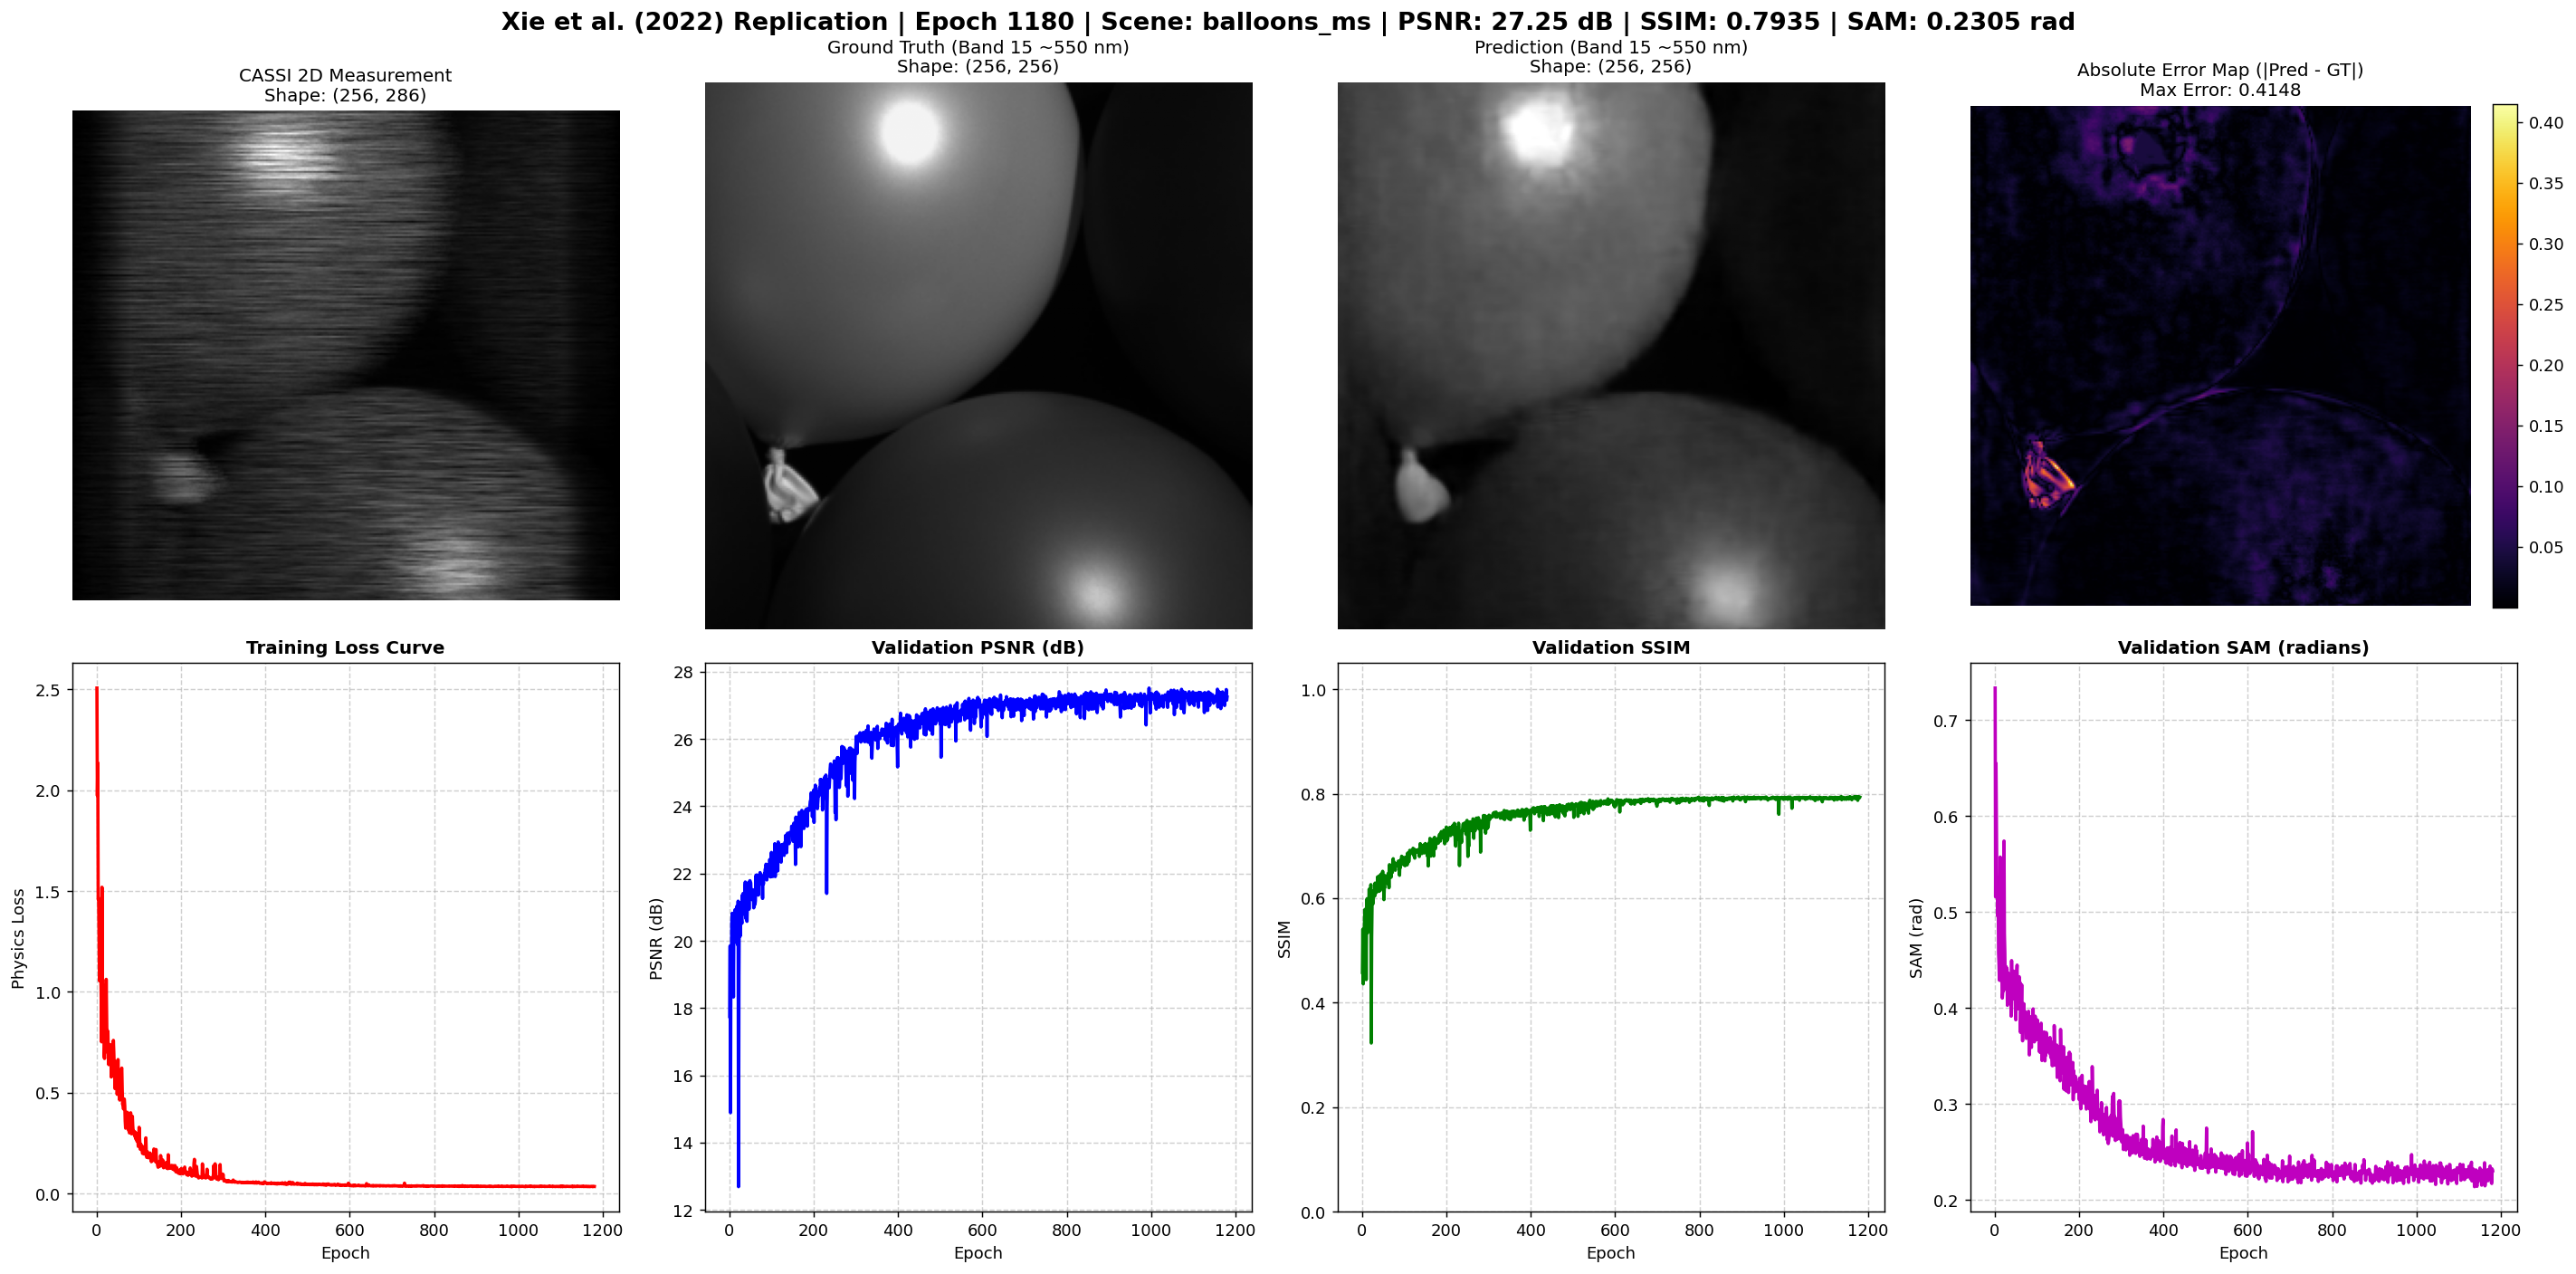 Xie et al. (2022) Replication | Epoch 1180 | Scene: balloons_ms | PSNR: 27.25 dB | SSIM: 0.7935 | SAM: 0.2305 rad
CASSI 2D Measurement
Shape: (256, 286)
Ground Truth (Band 15 ~550 nm)
Shape: (256, 256)
Prediction (Band 15 ~550 nm)
Shape: (256, 256)
Absolute Error Map (|Pred - GT|)
Max Error: 0.4148
0.40
0.35
0.30
0.25
0.20
0.15
0.10
0.05
Training Loss Curve
Physics Loss
2.5
2.0
1.5
1.0
0.5
0.0
0 200 400 600 800 1000 1200
Epoch
Validation PSNR (dB)
PSNR (dB)
28
26
24
22
20
18
16
14
12
0 200 400 600 800 1000 1200
Epoch
Validation SSIM
SSIM
1.0
0.8
0.6
0.4
0.2
0.0
0 200 400 600 800 1000 1200
Epoch
Validation SAM (radians)
SAM (rad)
0.7
0.6
0.5
0.4
0.3
0.2
0 200 400 600 800 1000 1200
Epoch